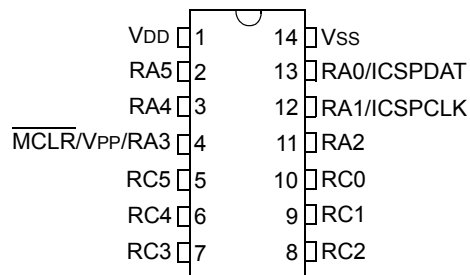 VDD 1 14 VSS
RA5 2 13 RA0/ICSPDAT
RA4 3 12 RA1/ICSPCLK
MCLR/VPP/RA3 4 11 RA2
RC5 5 10 RC0
RC4 6 9 RC1
RC3 7 8 RC2